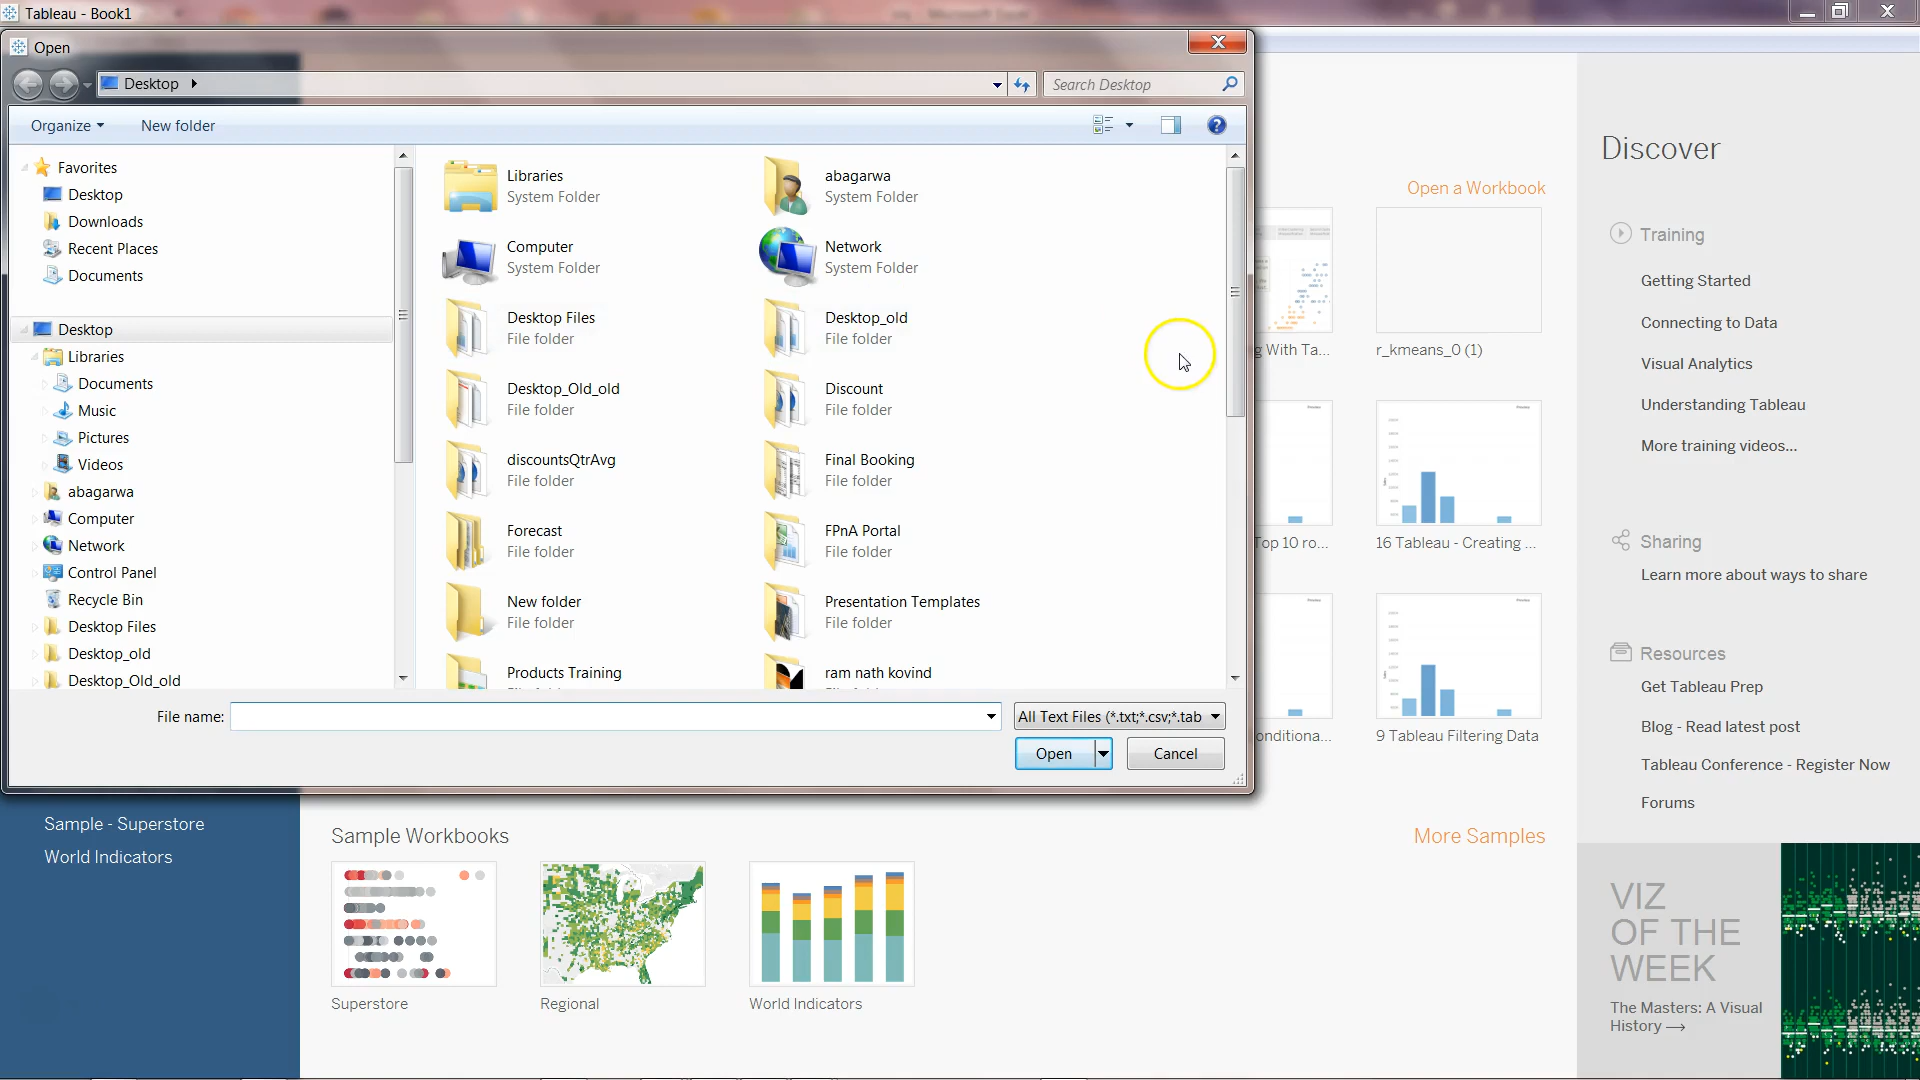 Tableau - Book1
Open
Desktop
Search Desktop
Organize
New folder
Favorites
Desktop
Downloads
Recent Places
Documents
Desktop
Libraries
Documents
Music
Pictures
Videos
abagarwa
Computer
Network
Control Panel
Recycle Bin
Desktop Files
Desktop_old
Desktop_Old_old
Libraries
System Folder
abagarwa
System Folder
Computer
System Folder
Network
System Folder
Desktop Files
File folder
Desktop_old
File folder
Desktop_Old_old
File folder
Discount
File folder
discountsQtrAvg
File folder
Final Booking
File folder
Forecast
File folder
FPnA Portal
File folder
New folder
File folder
Presentation Templates
File folder
Products Training
ram nath kovind
File name:
All Text Files (*.txt;*.csv;*.tab
Open
Cancel
Open a Workbook
g With Ta...
r_kmeans_0 (1)
Top 10 ro...
16 Tableau - Creating ...
onditiona...
9 Tableau Filtering Data
Sample - Superstore
World Indicators
Sample Workbooks
More Samples
Superstore
Regional
World Indicators
Discover
Training
Getting Started
Connecting to Data
Visual Analytics
Understanding Tableau
More training videos...
Sharing
Learn more about ways to share
Resources
Get Tableau Prep
Blog - Read latest post
Tableau Conference - Register Now
Forums
VIZ
OF THE
WEEK
The Masters: A Visual
History →